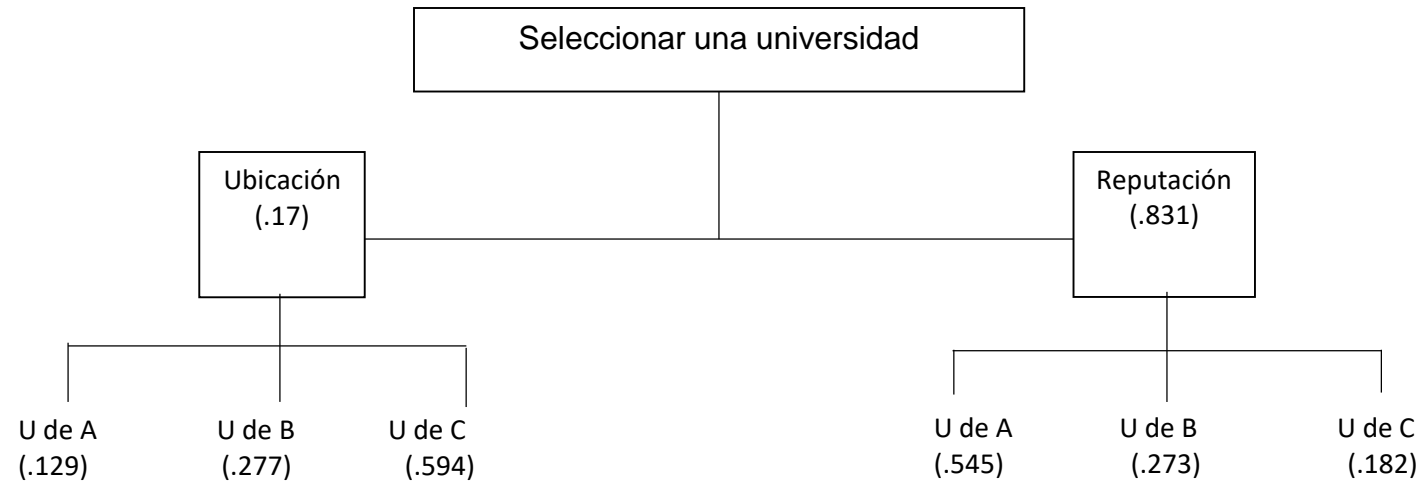 Seleccionar una universidad
Ubicación
(.17)
Reputación
(.831)
U de A
(.129)
U de B
(.277)
U de C
(.594)
U de A
(.545)
U de B
(.273)
U de C
(.182)